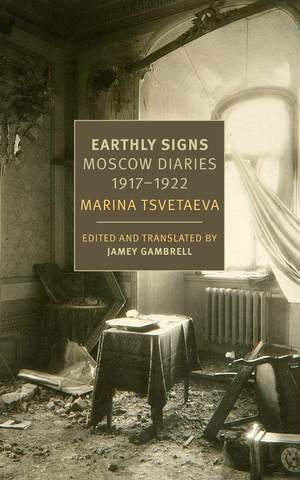 EARTHLY SIGNS
MOSCOW DIARIES
1917–1922
MARINA TSVETAEVA
EDITED AND TRANSLATED BY
JAMEY GAMBRELL